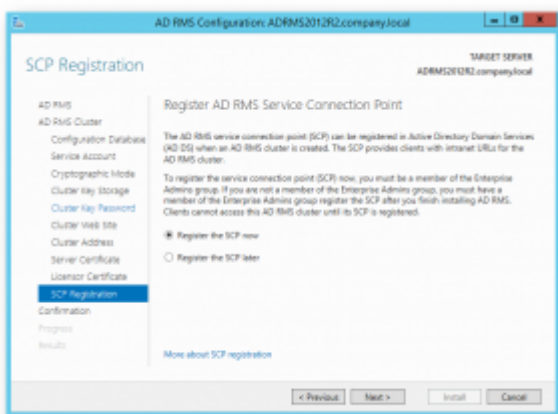 AD RMS Configuration: ADRMS2012R2.company.local
SCP Registration
TARGET SERVER
ADRMS2012R2.company.local
AD RMS
AD RMS Cluster
Configuration Database
Service Account
Cryptographic Mode
Cluster Key Storage
Cluster Key Password
Cluster Web Site
Cluster Address
Server Certificate
Licensor Certificate
SCP Registration
Confirmation
Progress
Results
Register AD RMS Service Connection Point
The AD RMS service connection point (SCP) can be registered in Active Directory Domain Services
(AD DS) when an AD RMS cluster is created. The SCP provides clients with intranet URLs for the
AD RMS cluster.
To register the service connection point (SCP) now, you must be a member of the Enterprise
Admins group. If you are not a member of the Enterprise Admins group, you must have a
member of the Enterprise Admins group register the SCP after you finish installing AD RMS.
Clients cannot access this AD RMS cluster until its SCP is registered.
Register the SCP now
Register the SCP later
More about SCP registration
< Previous
Next >
Install
Cancel